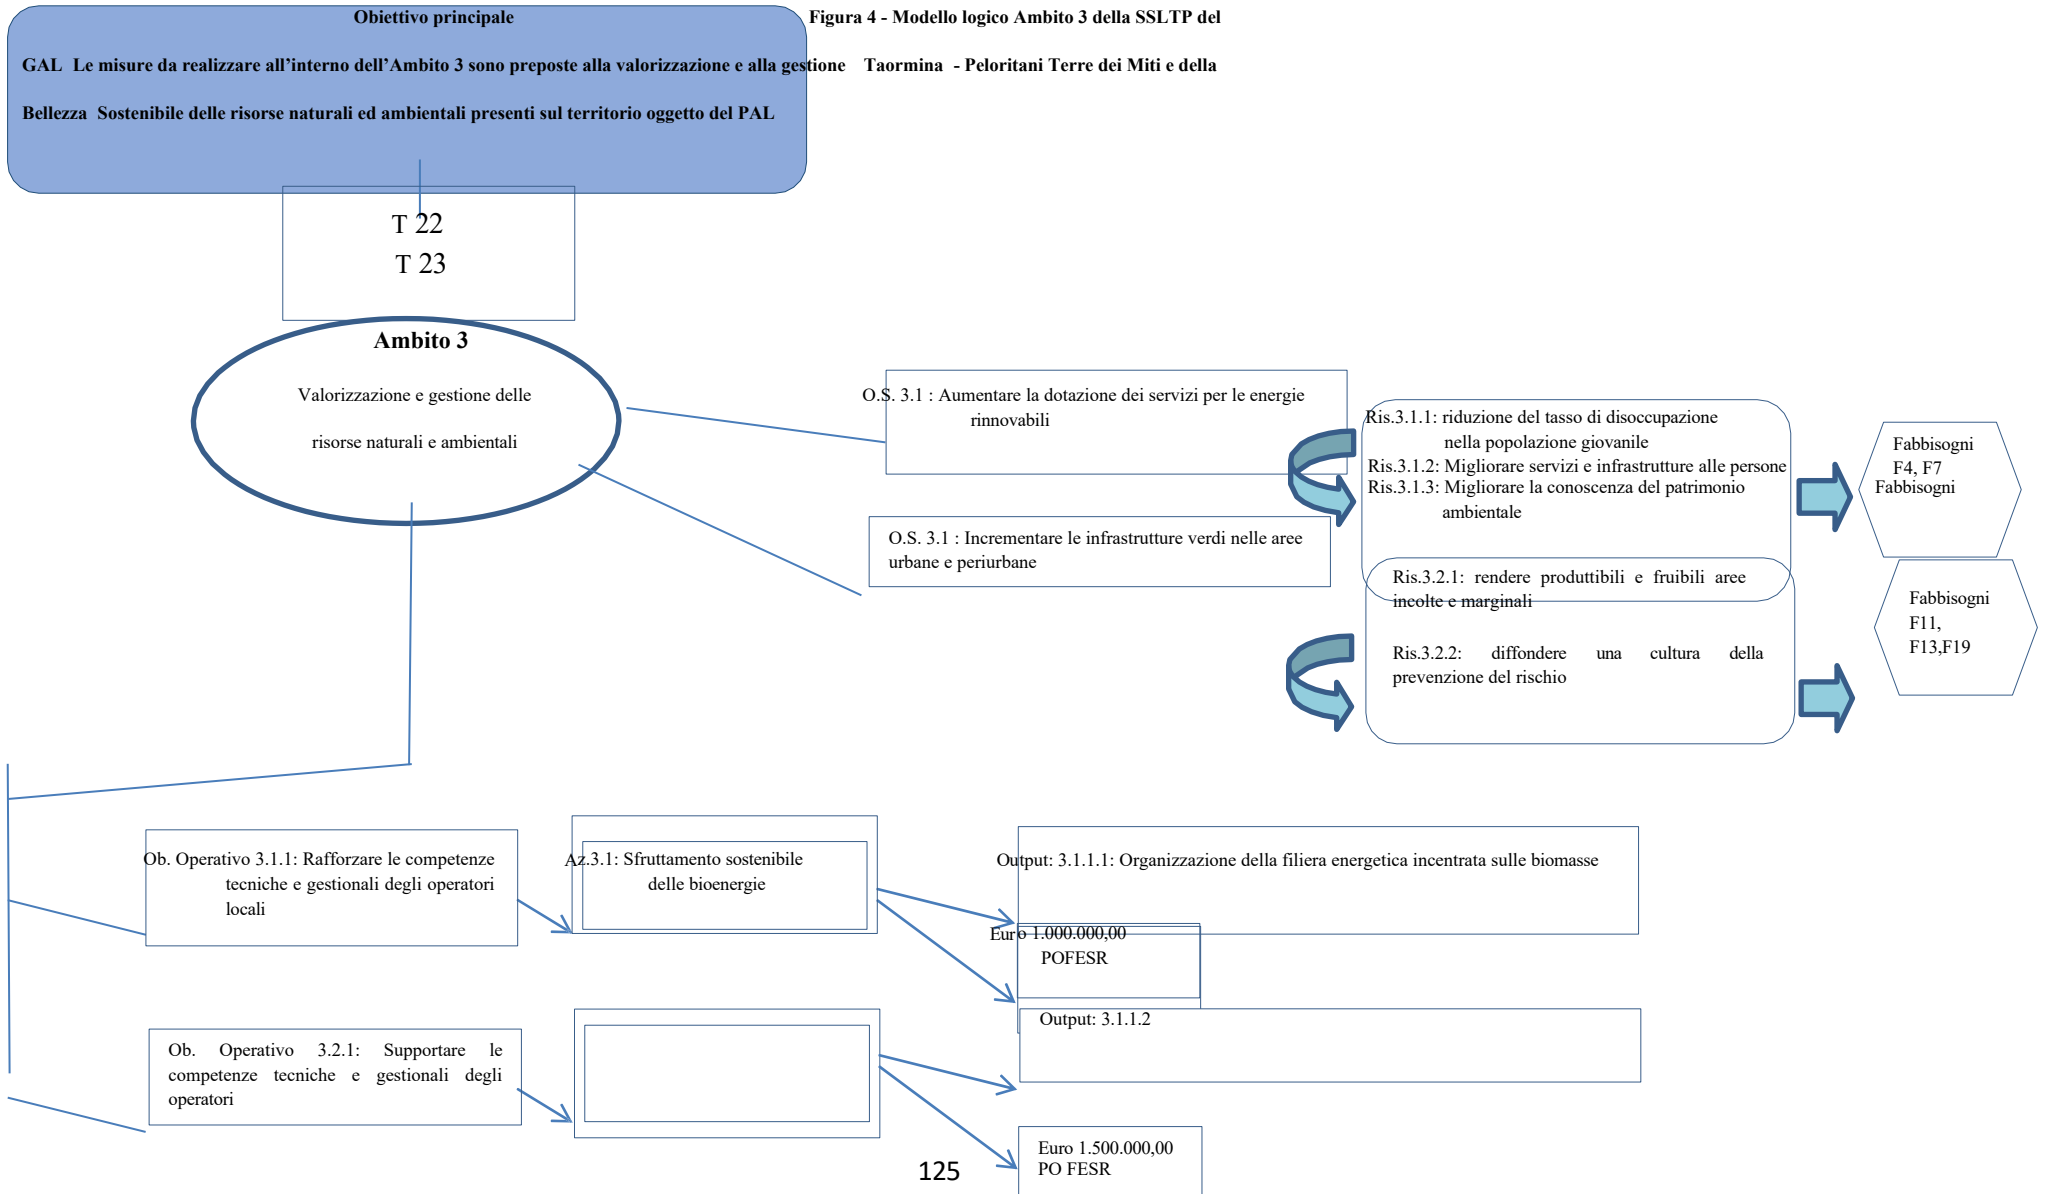 Obiettivo principale Figura 4 - Modello logico Ambito 3 della SSLTP del
GAL Le misure da realizzare all’interno dell’Ambito 3 sono preposte alla valorizzazione e alla gestione Taormina - Peloritani Terre dei Miti e della
Bellezza Sostenibile delle risorse naturali ed ambientali presenti sul territorio oggetto del PAL
T 22
T 23
Ambito 3
Valorizzazione e gestione delle
risorse naturali e ambientali
O.S. 3.1 : Aumentare la dotazione dei servizi per le energie
rinnovabili
Ris.3.1.1: riduzione del tasso di disoccupazione
nella popolazione giovanile
Ris.3.1.2: Migliorare servizi e infrastrutture alle persone
Ris.3.1.3: Migliorare la conoscenza del patrimonio
ambientale
Fabbisogni
F4, F7
Fabbisogni
O.S. 3.1 : Incrementare le infrastrutture verdi nelle aree
urbane e periurbane
Ris.3.2.1: rendere produttibili e fruibili aree
incolte e marginali
Ris.3.2.2: diffondere una cultura della
prevenzione del rischio
Fabbisogni
F11,
F13,F19
Ob. Operativo 3.1.1: Rafforzare le competenze
tecniche e gestionali degli operatori
locali
Az.3.1: Sfruttamento sostenibile
delle bioenergie
Output: 3.1.1.1: Organizzazione della filiera energetica incentrata sulle biomasse
Euro 1.000.000,00
POFESR
Output: 3.1.1.2
Ob. Operativo 3.2.1: Supportare le
competenze tecniche e gestionali degli
operatori
Euro 1.500.000,00
PO FESR
125